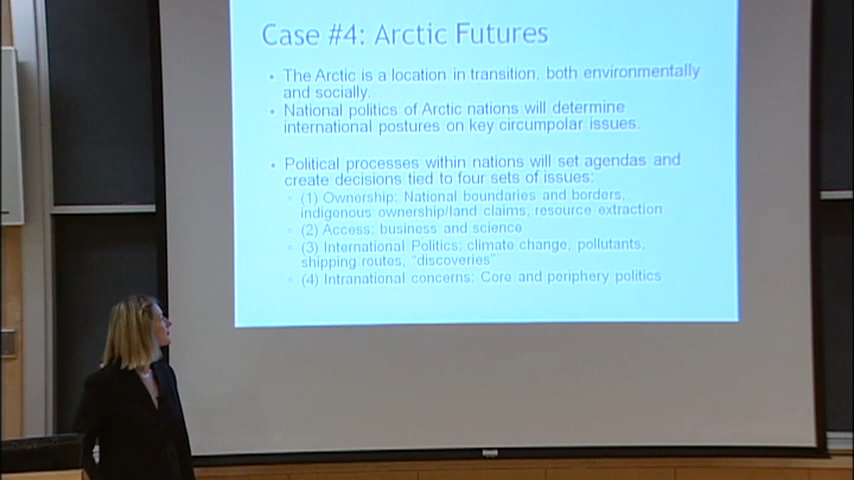 Case #4: Arctic Futures
• The Arctic is a location in transition, both environmentally
and socially.
• National politics of Arctic nations will determine
international postures on key circumpolar issues.
• Political processes within nations will set agendas and
create decisions tied to four sets of issues:
(1) Ownership: National boundaries and borders,
indigenous ownership/land claims, resource extraction
(2) Access: business and science
(3) International Politics: climate change, pollutants,
shipping routes, "discoveries"
(4) Intranational concerns: Core and periphery politics